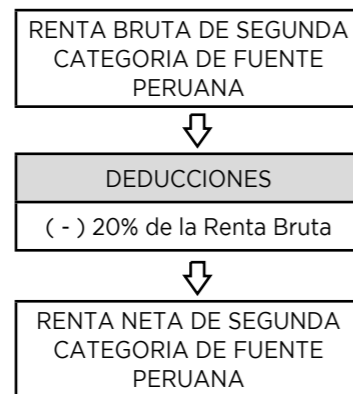 RENTA BRUTA DE SEGUNDA
CATEGORIA DE FUENTE
PERUANA
DEDUCCIONES
( - ) 20% de la Renta Bruta
RENTA NETA DE SEGUNDA
CATEGORIA DE FUENTE
PERUANA